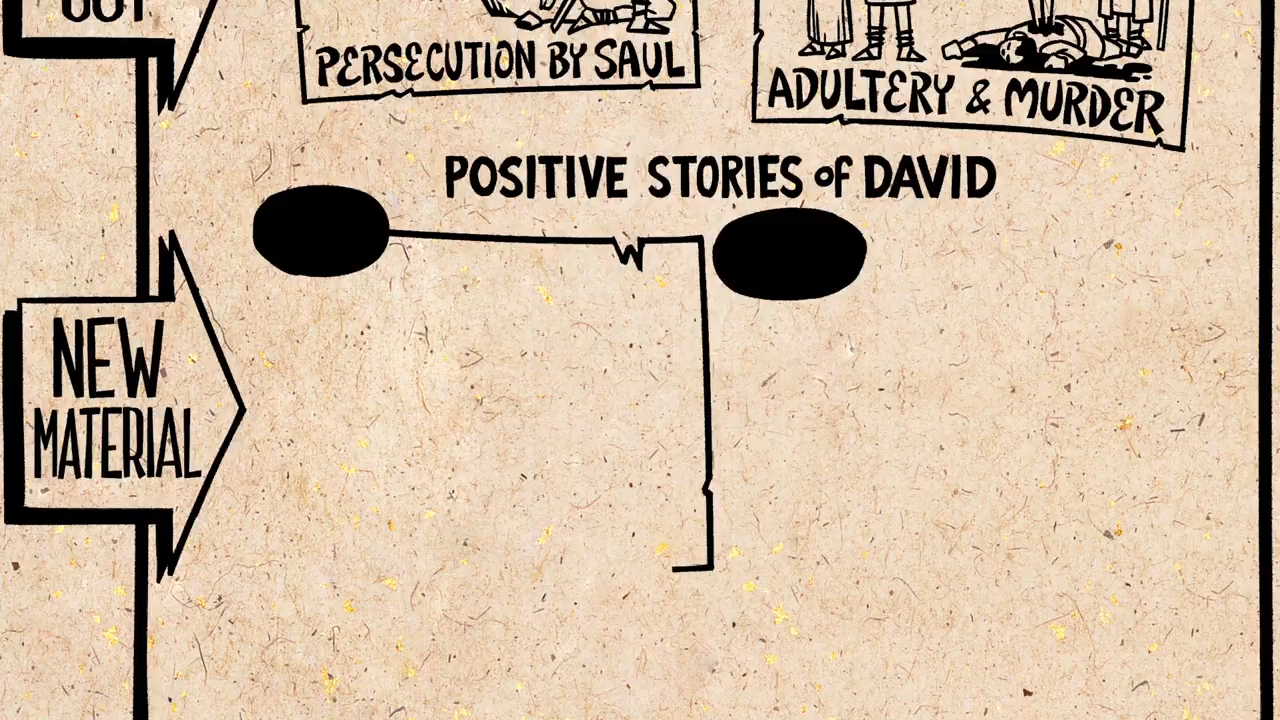 PERSECUTION BY SAUL
ADULTERY & MURDER
POSITIVE STORIES of DAVID
NEW
MATERIAL